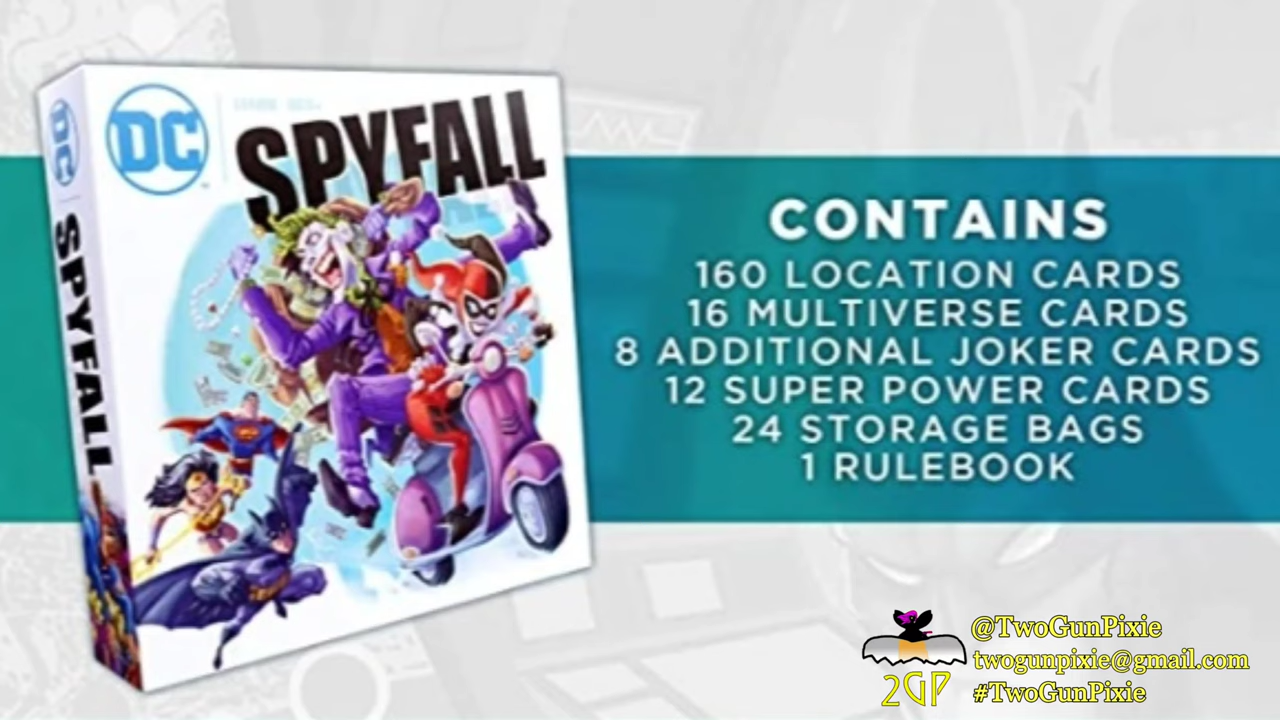 DC
SPYFALL
DC
SPYFALL
CONTAINS
160 LOCATION CARDS
16 MULTIVERSE CARDS
8 ADDITIONAL JOKER CARDS
12 SUPER POWER CARDS
24 STORAGE BAGS
1 RULEBOOK
@TwoGunPixie
twogunpixie@gmail.com
2GP
#TwoGunPixie